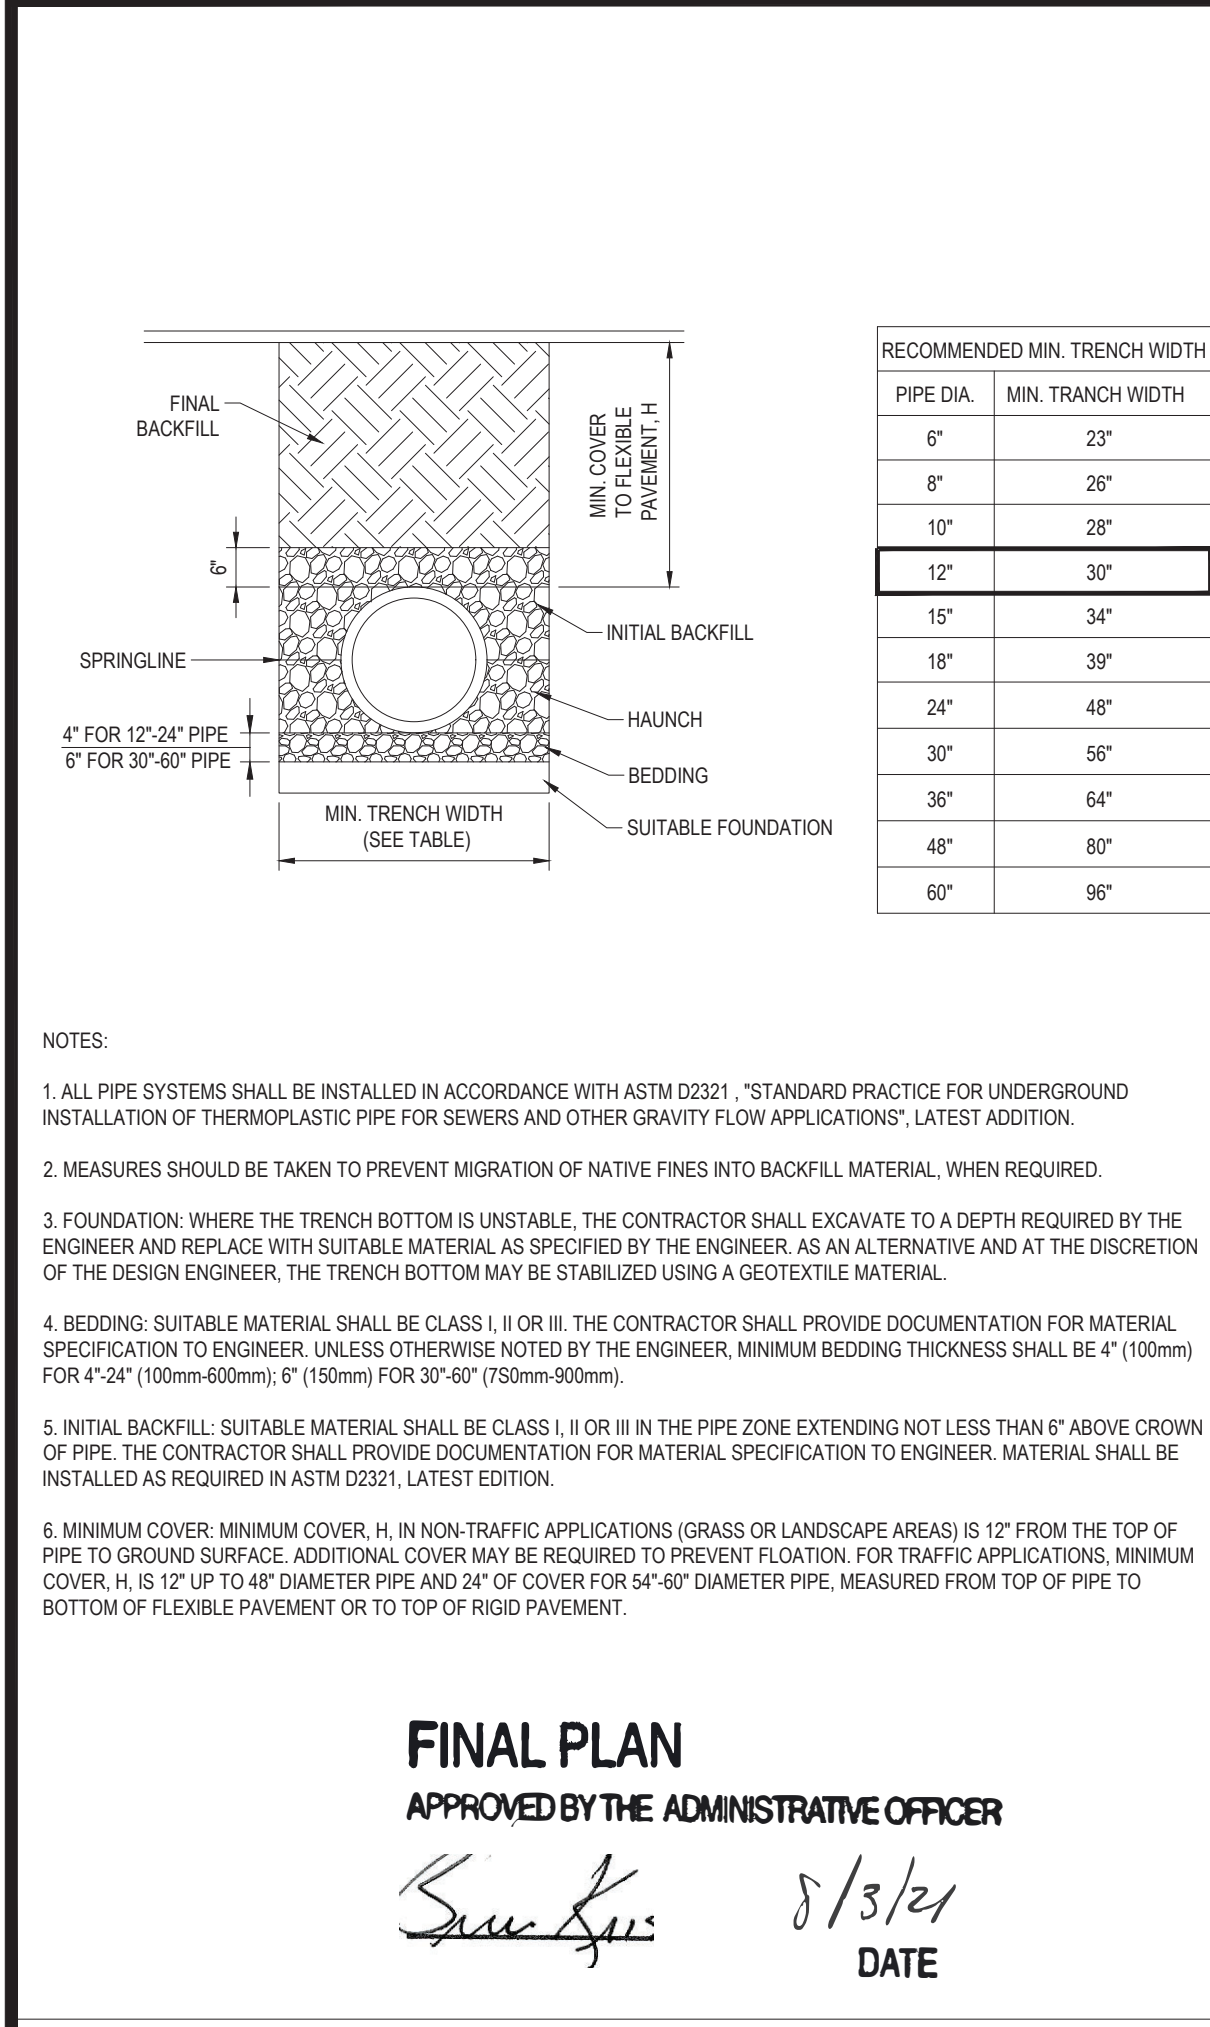 FINAL
BACKFILL
MIN. COVER
TO FLEXIBLE
PAVEMENT, H
6"
INITIAL BACKFILL
SPRINGLINE
HAUNCH
4" FOR 12"-24" PIPE
6" FOR 30"-60" PIPE
BEDDING
MIN. TRENCH WIDTH
(SEE TABLE)
SUITABLE FOUNDATION
RECOMMENDED MIN. TRENCH WIDTH
PIPE DIA. MIN. TRANCH WIDTH
6" 23"
8" 26"
10" 28"
12" 30"
15" 34"
18" 39"
24" 48"
30" 56"
36" 64"
48" 80"
60" 96"
NOTES:
1. ALL PIPE SYSTEMS SHALL BE INSTALLED IN ACCORDANCE WITH ASTM D2321 , "STANDARD PRACTICE FOR UNDERGROUND
INSTALLATION OF THERMOPLASTIC PIPE FOR SEWERS AND OTHER GRAVITY FLOW APPLICATIONS", LATEST ADDITION.
2. MEASURES SHOULD BE TAKEN TO PREVENT MIGRATION OF NATIVE FINES INTO BACKFILL MATERIAL, WHEN REQUIRED.
3. FOUNDATION: WHERE THE TRENCH BOTTOM IS UNSTABLE, THE CONTRACTOR SHALL EXCAVATE TO A DEPTH REQUIRED BY THE
ENGINEER AND REPLACE WITH SUITABLE MATERIAL AS SPECIFIED BY THE ENGINEER. AS AN ALTERNATIVE AND AT THE DISCRETION
OF THE DESIGN ENGINEER, THE TRENCH BOTTOM MAY BE STABILIZED USING A GEOTEXTILE MATERIAL.
4. BEDDING: SUITABLE MATERIAL SHALL BE CLASS I, II OR III. THE CONTRACTOR SHALL PROVIDE DOCUMENTATION FOR MATERIAL
SPECIFICATION TO ENGINEER. UNLESS OTHERWISE NOTED BY THE ENGINEER, MINIMUM BEDDING THICKNESS SHALL BE 4" (100mm)
FOR 4"-24" (100mm-600mm); 6" (150mm) FOR 30"-60" (7S0mm-900mm).
5. INITIAL BACKFILL: SUITABLE MATERIAL SHALL BE CLASS I, II OR III IN THE PIPE ZONE EXTENDING NOT LESS THAN 6" ABOVE CROWN
OF PIPE. THE CONTRACTOR SHALL PROVIDE DOCUMENTATION FOR MATERIAL SPECIFICATION TO ENGINEER. MATERIAL SHALL BE
INSTALLED AS REQUIRED IN ASTM D2321, LATEST EDITION.
6. MINIMUM COVER: MINIMUM COVER, H, IN NON-TRAFFIC APPLICATIONS (GRASS OR LANDSCAPE AREAS) IS 12" FROM THE TOP OF
PIPE TO GROUND SURFACE. ADDITIONAL COVER MAY BE REQUIRED TO PREVENT FLOATION. FOR TRAFFIC APPLICATIONS, MINIMUM
COVER, H, IS 12" UP TO 48" DIAMETER PIPE AND 24" OF COVER FOR 54"-60" DIAMETER PIPE, MEASURED FROM TOP OF PIPE TO
BOTTOM OF FLEXIBLE PAVEMENT OR TO TOP OF RIGID PAVEMENT.
FINAL PLAN
APPROVED BY THE ADMINISTRATIVE OFFICER
8/3/21
DATE